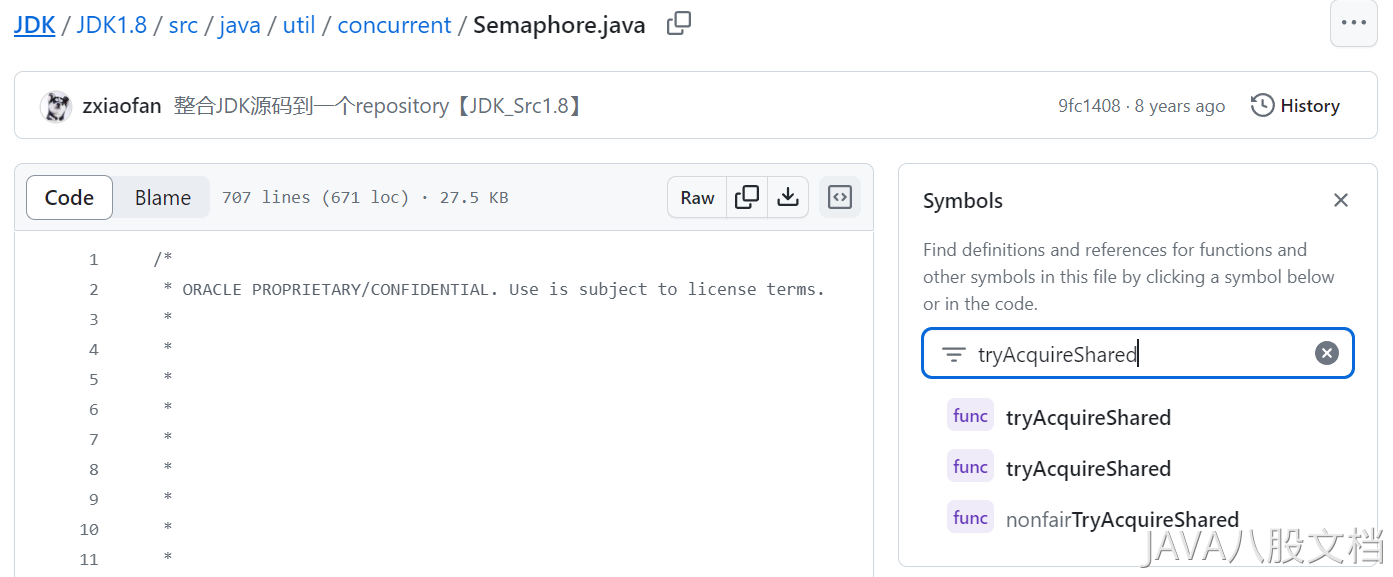 JDK / JDK1.8 / src / java / util / concurrent / Semaphore.java
zxiaofan 整合JDK源码到一个repository【JDK_Src1.8】 9fc1408 · 8 years ago History
Code Blame 707 lines (671 loc) · 27.5 KB Raw
1 /*
2 * ORACLE PROPRIETARY/CONFIDENTIAL. Use is subject to license terms.
3 *
4 *
5 *
6 *
7 *
8 *
9 *
10 *
11 *
Symbols
Find definitions and references for functions and
other symbols in this file by clicking a symbol below
or in the code.
tryAcquireShared
func tryAcquireShared
func tryAcquireShared
func nonfairTryAcquireShared
JAVA八股文档